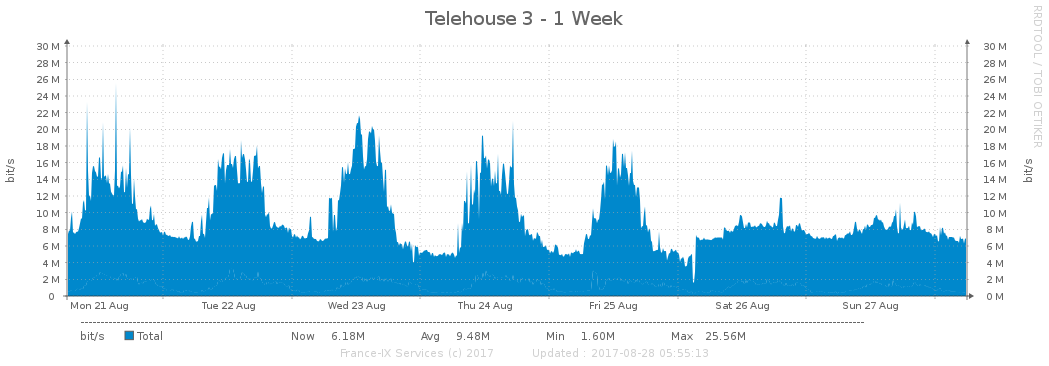 Telehouse 3 - 1 Week
RRDTOOL / TOBI OETIKER
bit/s
30 M 30 M
28 M 28 M
26 M 26 M
24 M 24 M
22 M 22 M
20 M 20 M
18 M 18 M
16 M 16 M
14 M 14 M
12 M 12 M
10 M 10 M
8 M 8 M
6 M 6 M
4 M 4 M
2 M 2 M
0 0 M
bit/s
Mon 21 Aug Tue 22 Aug Wed 23 Aug Thu 24 Aug Fri 25 Aug Sat 26 Aug Sun 27 Aug
bit/s Total Now 6.18M Avg 9.48M Min 1.60M Max 25.56M
France-IX Services (c) 2017 Updated : 2017-08-28 05:55:13